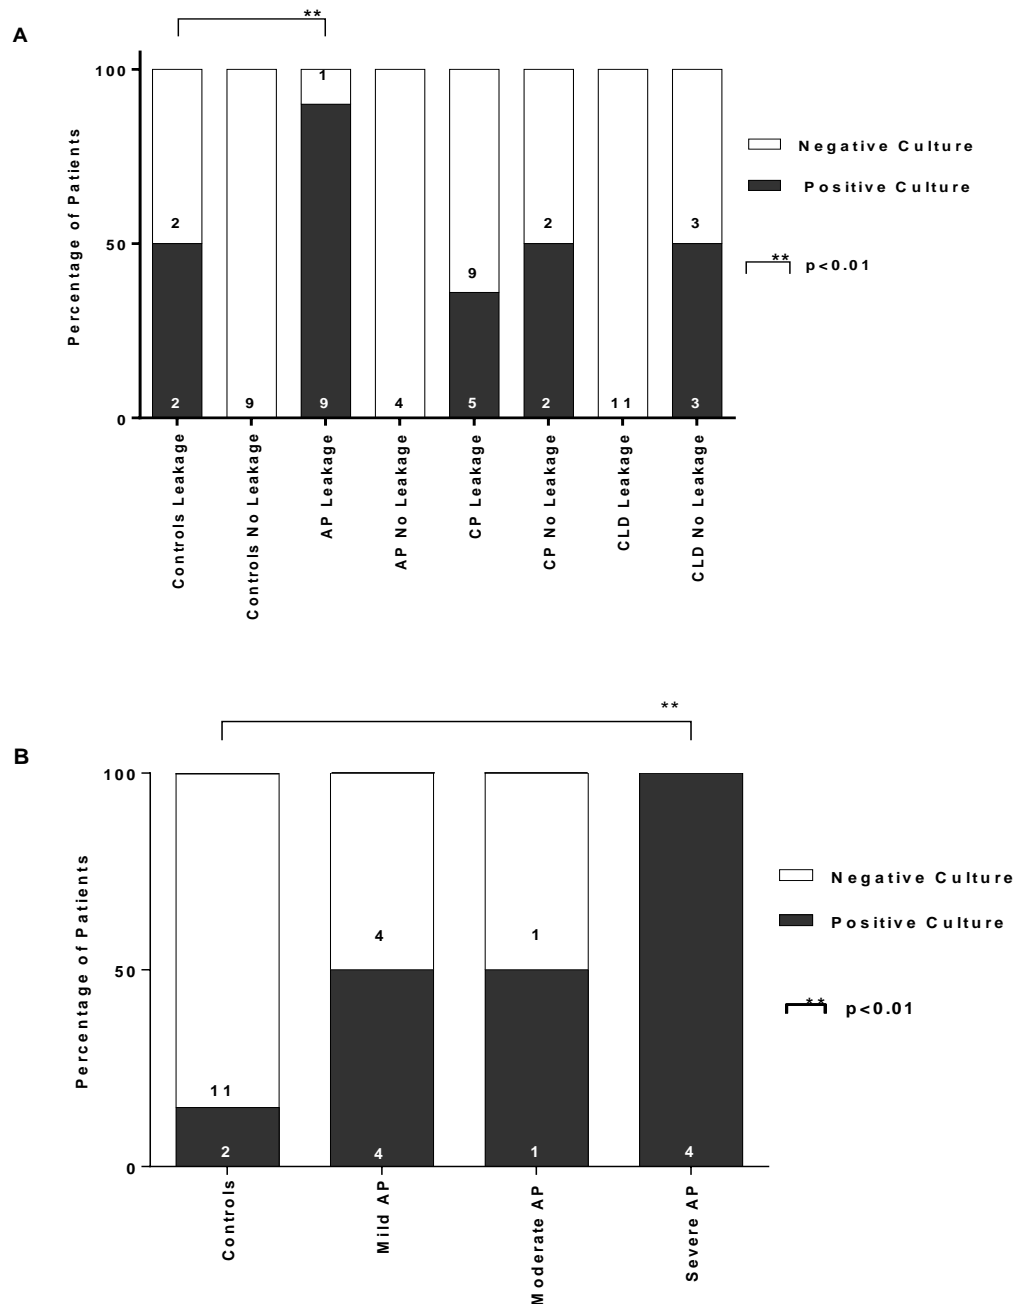 **
A
100
50
0
Percentage of Patients
1
2
2
9
2
3
2
9
9
4
5
2
11
3
Controls Leakage
Controls No Leakage
AP Leakage
AP No Leakage
CP Leakage
CP No Leakage
CLD Leakage
CLD No Leakage
Negative Culture
Positive Culture
** p<0.01
**
B
100
50
0
Percentage of Patients
4
1
11
2
4
1
4
Controls
Mild AP
Moderate AP
Severe AP
Negative Culture
Positive Culture
** p<0.01